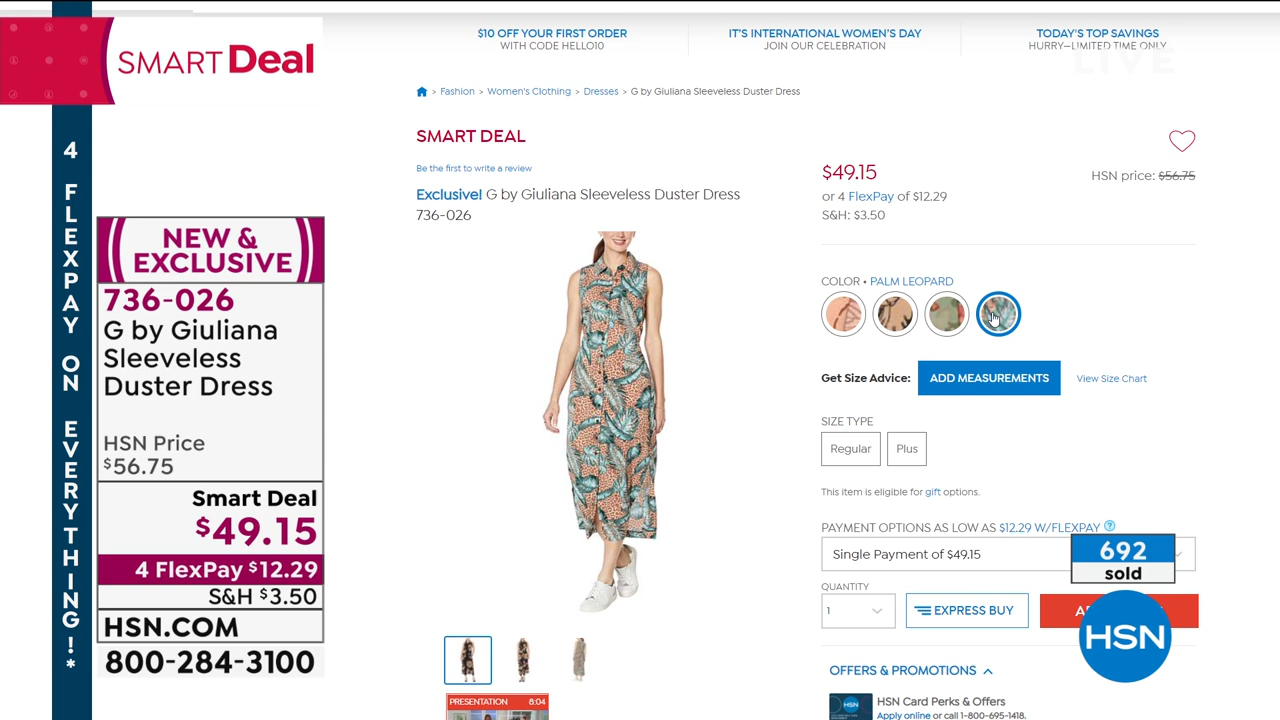 SMART Deal
4 FLEXPAY ON EVERYTHING!*
NEW &
EXCLUSIVE
736-026
G by Giuliana
Sleeveless
Duster Dress
HSN Price
$56.75
Smart Deal
$49.15
4 FlexPay $12.29
S&H $3.50
HSN.COM
800-284-3100
$10 OFF YOUR FIRST ORDER
WITH CODE HELLO10
IT'S INTERNATIONAL WOMEN'S DAY
JOIN OUR CELEBRATION
TODAY'S TOP SAVINGS
HURRY—LIMITED TIME ONLY
LIVE
> Fashion > Women's Clothing > Dresses > G by Giuliana Sleeveless Duster Dress
SMART DEAL
Be the first to write a review
Exclusive! G by Giuliana Sleeveless Duster Dress
736-026
$49.15
HSN price: $56.75
or 4 FlexPay of $12.29
S&H: $3.50
COLOR • PALM LEOPARD
Get Size Advice: ADD MEASUREMENTS View Size Chart
SIZE TYPE
Regular Plus
This item is eligible for gift options.
PAYMENT OPTIONS AS LOW AS $12.29 W/FLEXPAY ?
Single Payment of $49.15
692
sold
QUANTITY
1
EXPRESS BUY
HSN
OFFERS & PROMOTIONS
HSN
HSN Card Perks & Offers
Apply online or call 1-800-695-1418.
PRESENTATION 8:04